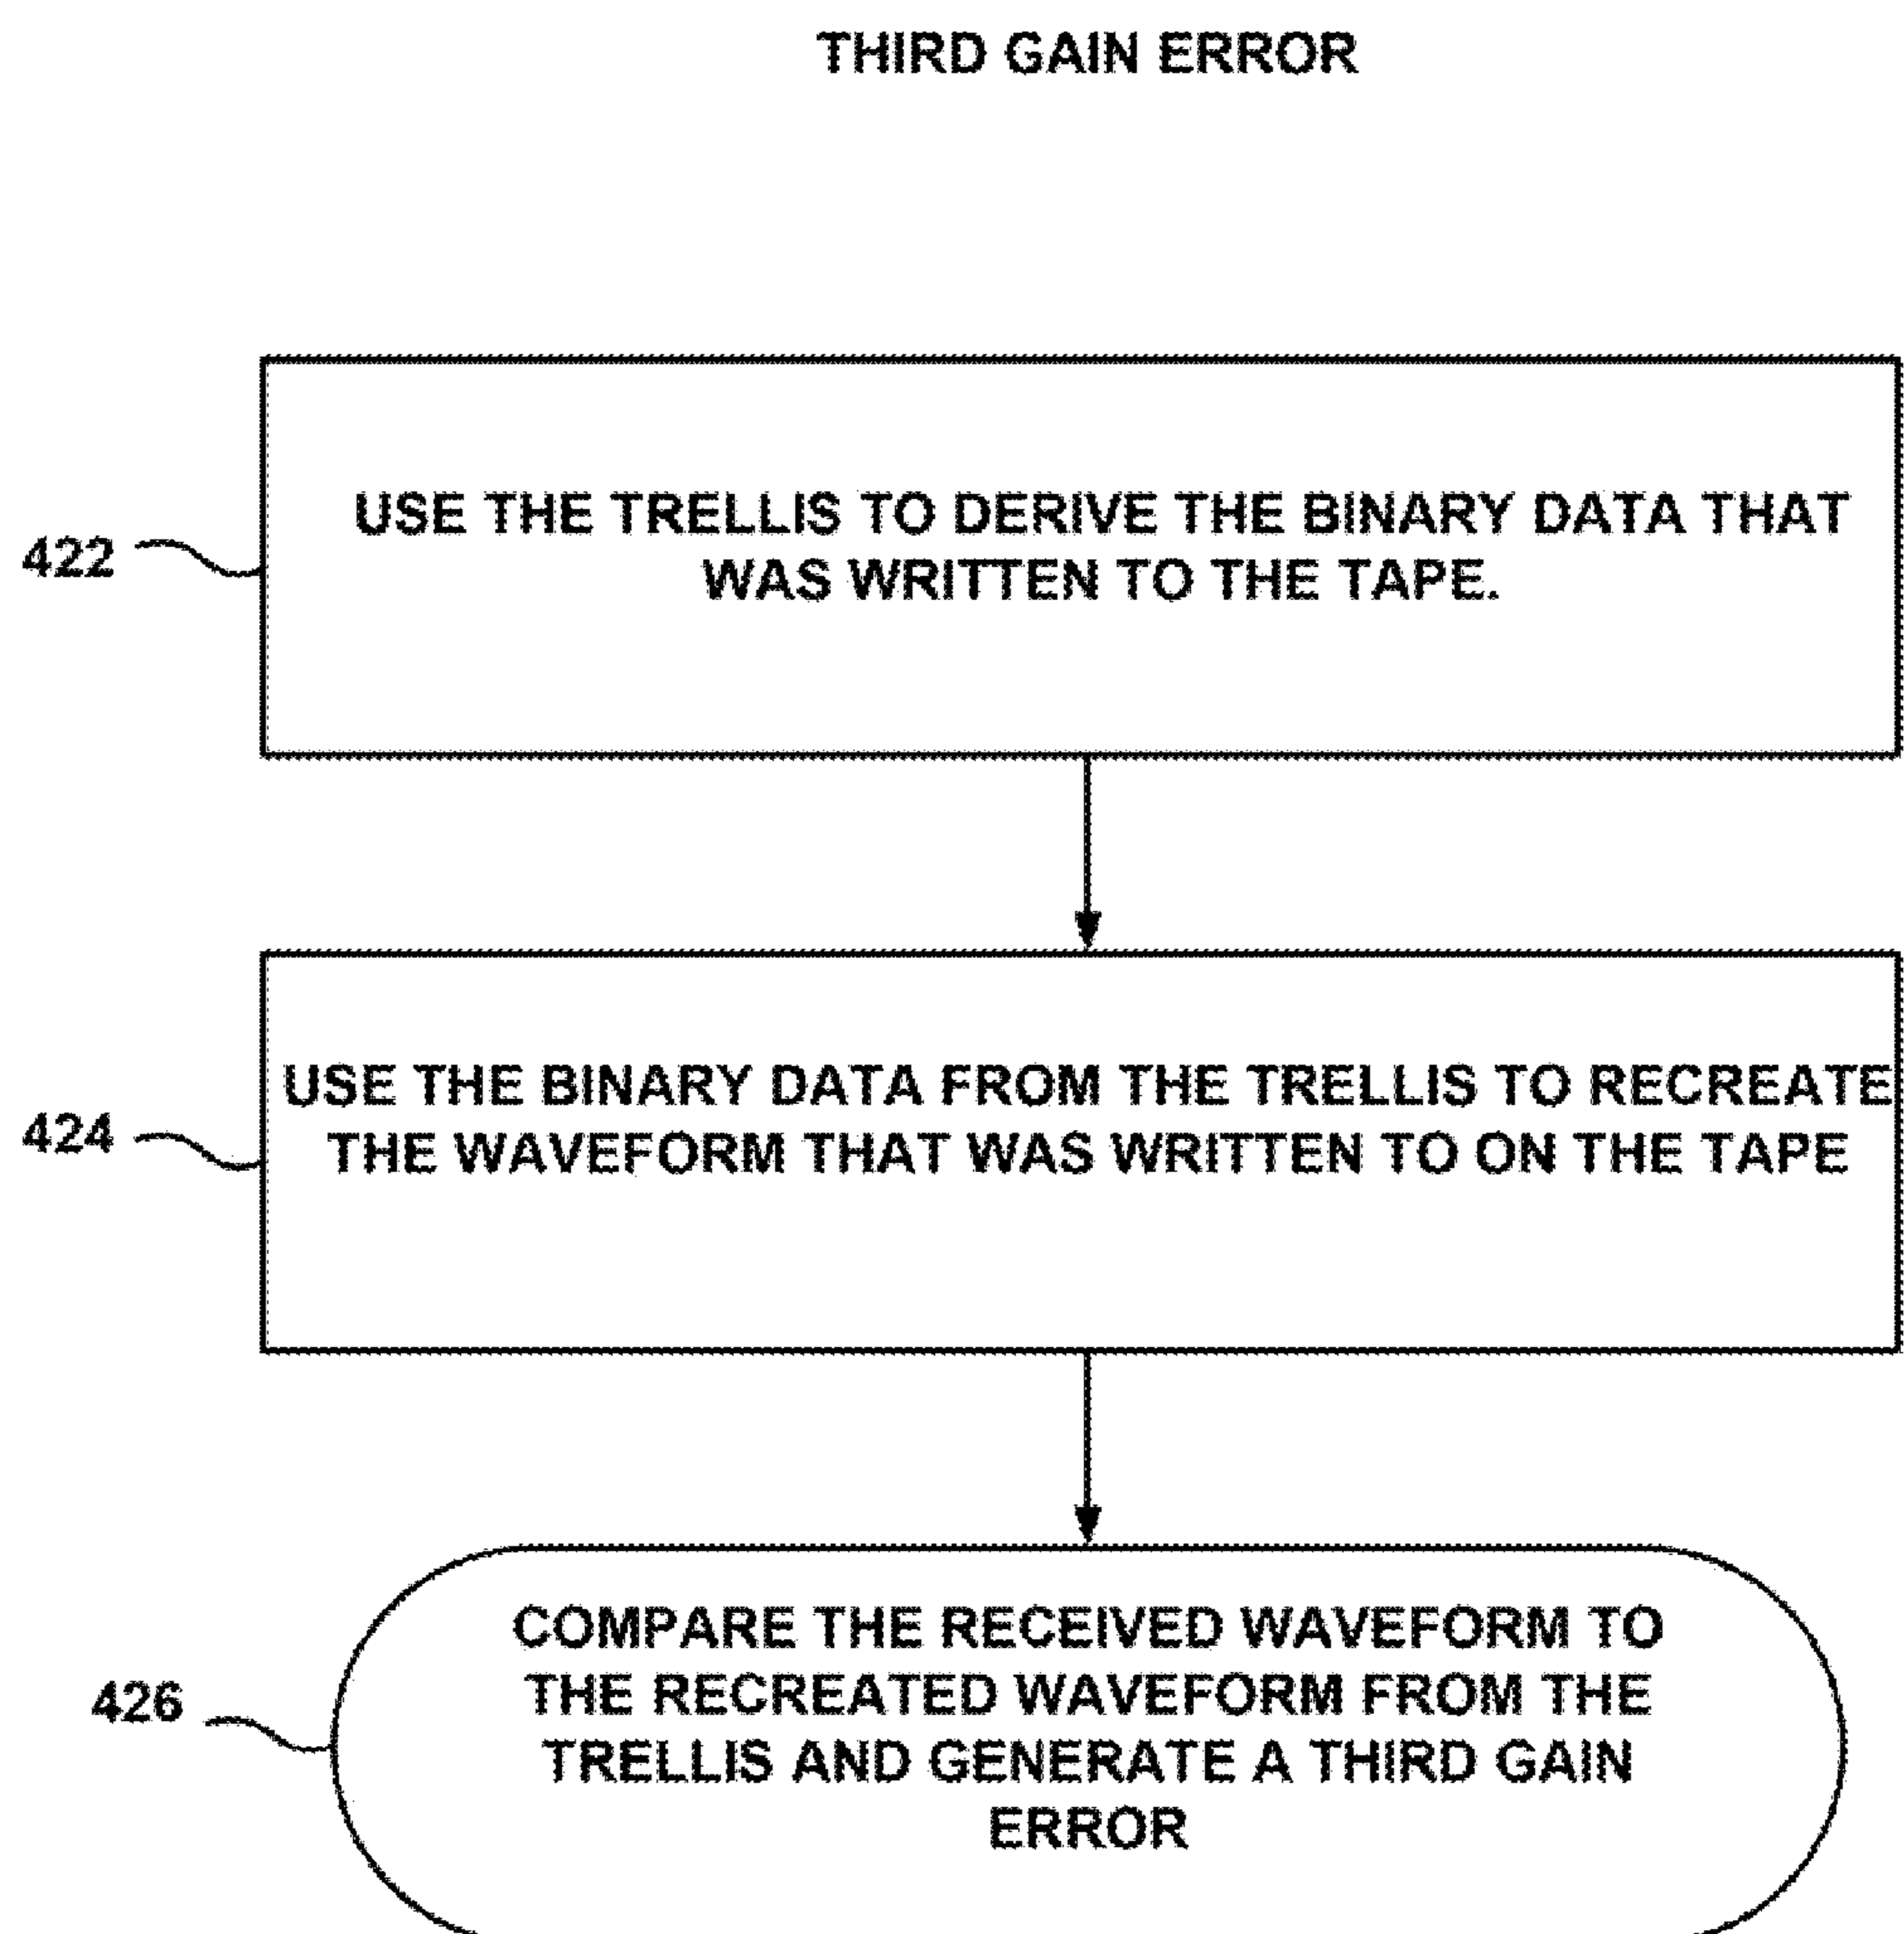 THIRD GAIN ERROR
USE THE TRELLIS TO DERIVE THE BINARY DATA THAT
WAS WRITTEN TO THE TAPE.
422
USE THE BINARY DATA FROM THE TRELLIS TO RECREATE
THE WAVEFORM THAT WAS WRITTEN TO ON THE TAPE
424
COMPARE THE RECEIVED WAVEFORM TO
THE RECREATED WAVEFORM FROM THE
TRELLIS AND GENERATE A THIRD GAIN
ERROR
426